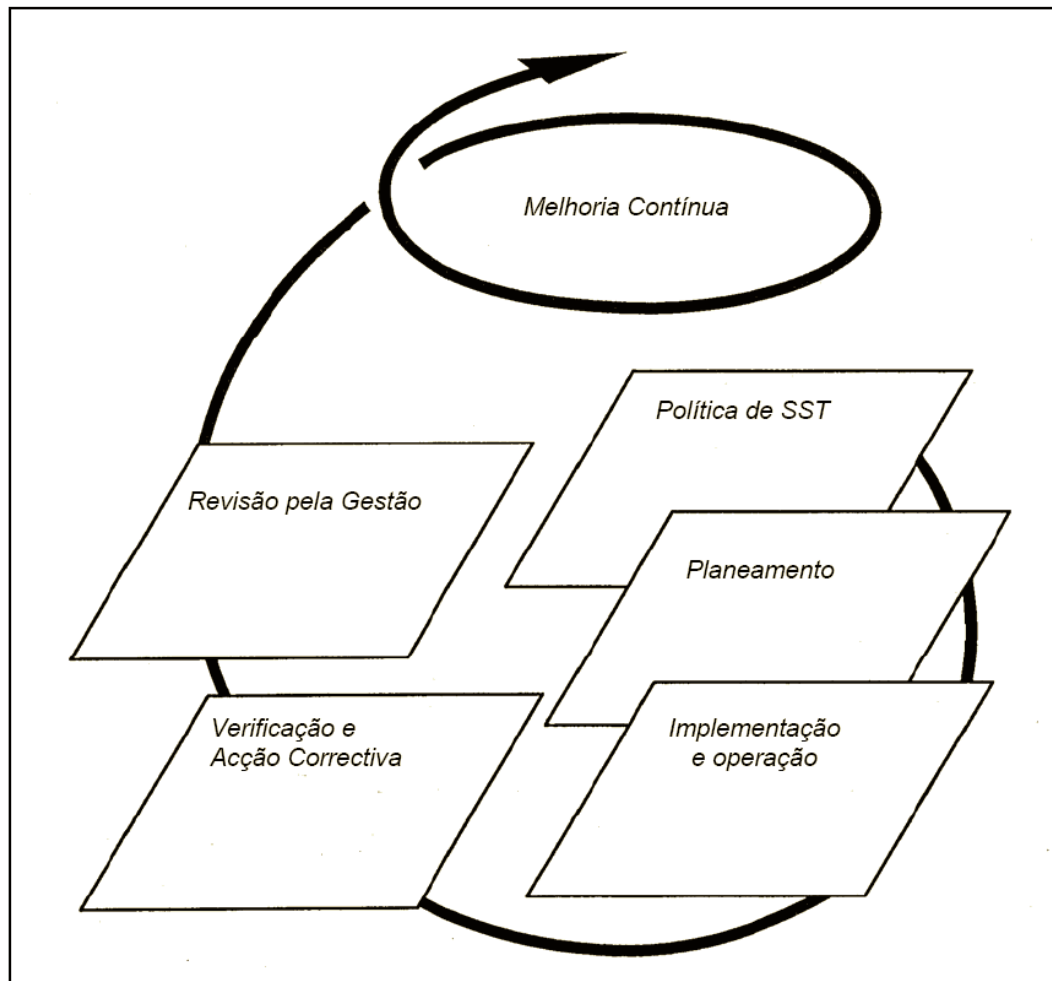 Melhoria Contínua
Política de SST
Revisão pela Gestão
Planeamento
Verificação e
Acção Correctiva
Implementação
e operação